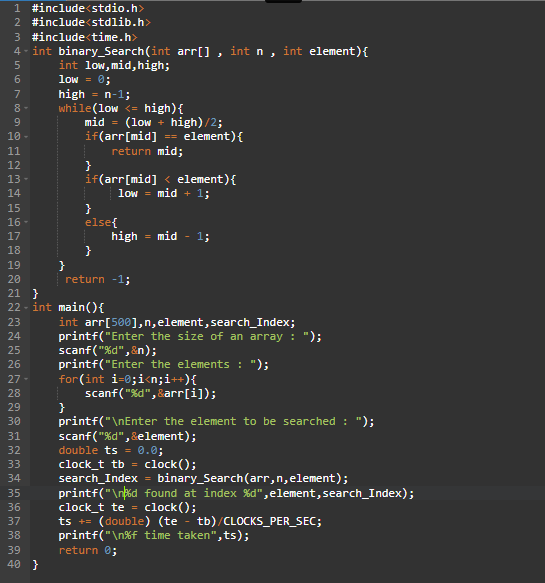 1 #include<stdio.h>
2 #include<stdlib.h>
3 #include<time.h>
4 int binary_Search(int arr[] , int n , int element){
5     int low,mid,high;
6     low = 0;
7     high = n-1;
8     while(low <= high){
9         mid = (low + high)/2;
10         if(arr[mid] == element){
11             return mid;
12         }
13         if(arr[mid] < element){
14              low = mid + 1;
15         }
16         else{
17             high = mid - 1;
18         }
19     }
20      return -1;
21 }
22 int main(){
23     int arr[500],n,element,search_Index;
24     printf("Enter the size of an array : ");
25     scanf("%d",&n);
26     printf("Enter the elements : ");
27     for(int i=0;i<n;i++){
28         scanf("%d",&arr[i]);
29     }
30     printf("\nEnter the element to be searched : ");
31     scanf("%d",&element);
32     double ts = 0.0;
33     clock_t tb = clock();
34     search_Index = binary_Search(arr,n,element);
35     printf("\n%d found at index %d",element,search_Index);
36     clock_t te = clock();
37     ts += (double) (te - tb)/CLOCKS_PER_SEC;
38     printf("\n%f time taken",ts);
39     return 0;
40 }